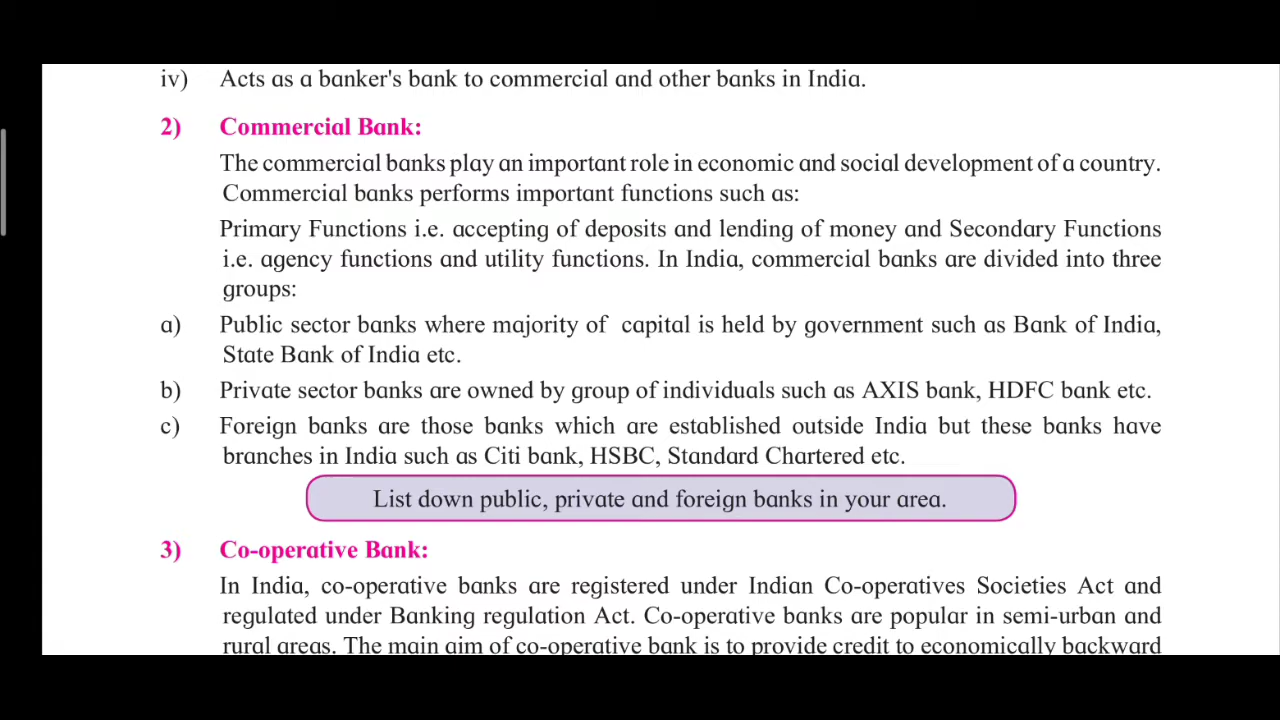 iv) Acts as a banker's bank to commercial and other banks in India.
2) Commercial Bank:
The commercial banks play an important role in economic and social development of a country.
Commercial banks performs important functions such as:
Primary Functions i.e. accepting of deposits and lending of money and Secondary Functions
i.e. agency functions and utility functions. In India, commercial banks are divided into three
groups:
a) Public sector banks where majority of capital is held by government such as Bank of India,
State Bank of India etc.
b) Private sector banks are owned by group of individuals such as AXIS bank, HDFC bank etc.
c) Foreign banks are those banks which are established outside India but these banks have
branches in India such as Citi bank, HSBC, Standard Chartered etc.
List down public, private and foreign banks in your area.
3) Co-operative Bank:
In India, co-operative banks are registered under Indian Co-operatives Societies Act and
regulated under Banking regulation Act. Co-operative banks are popular in semi-urban and
rural areas. The main aim of co-operative bank is to provide credit to economically backward